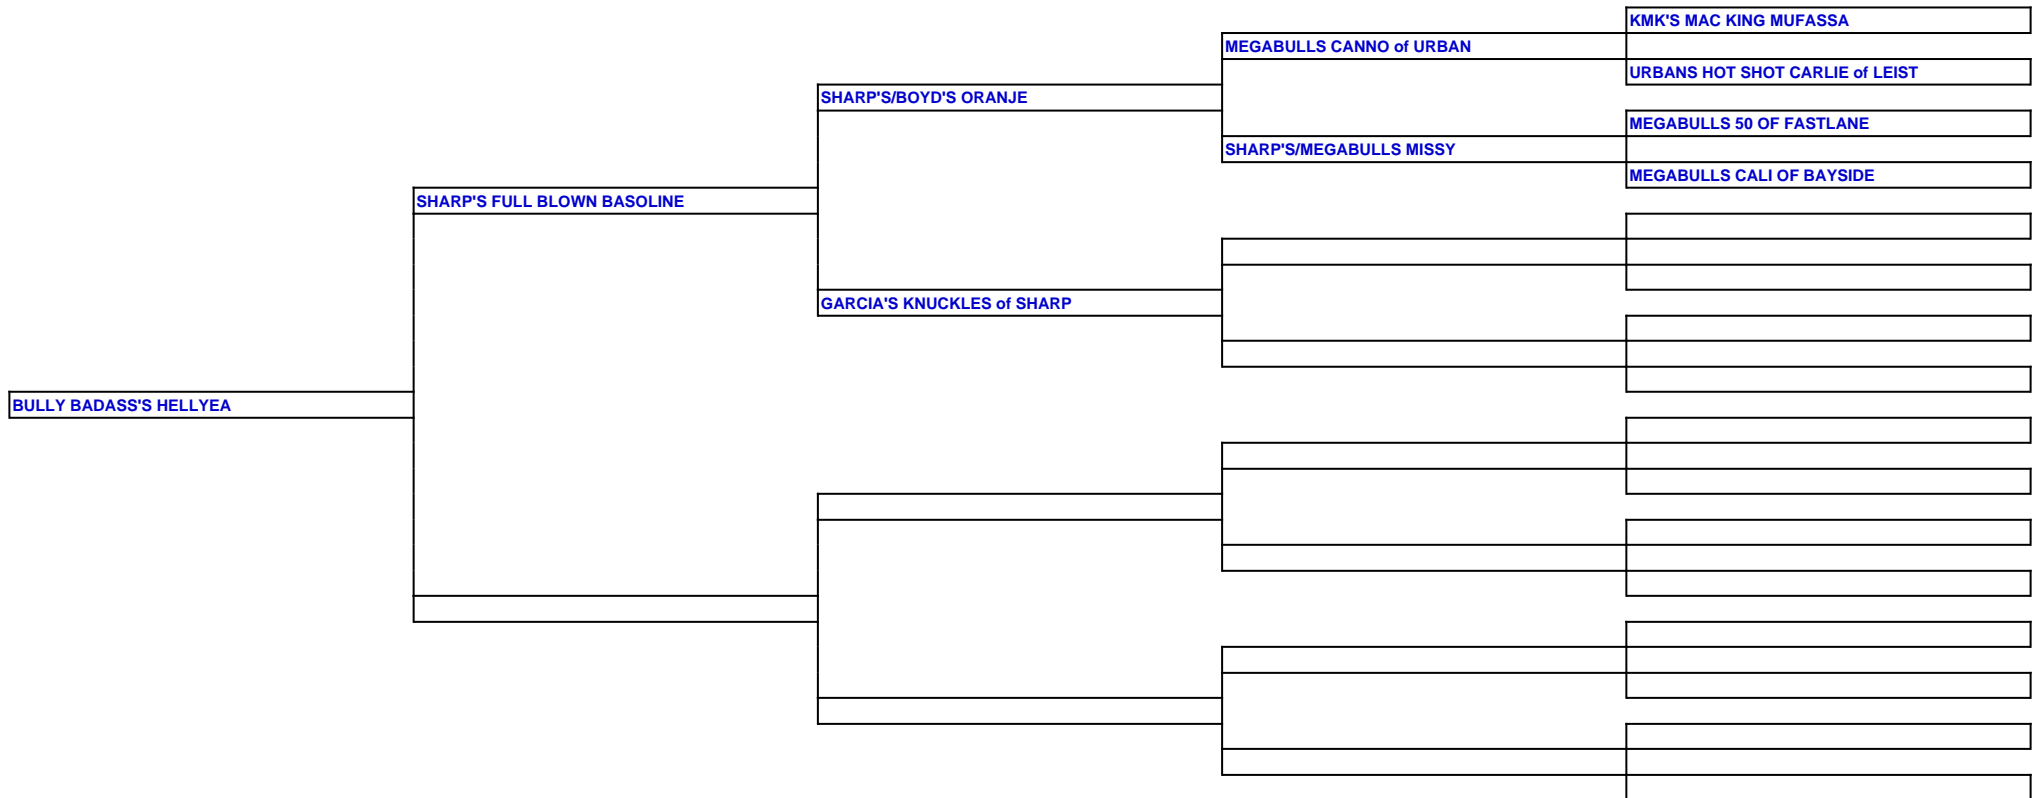 KMK'S MAC KING MUFASSA
MEGABULLS CANNO of URBAN
URBANS HOT SHOT CARLIE of LEIST
SHARP'S/BOYD'S ORANJE
MEGABULLS 50 OF FASTLANE
SHARP'S/MEGABULLS MISSY
MEGABULLS CALI OF BAYSIDE
SHARP'S FULL BLOWN BASOLINE
GARCIA'S KNUCKLES of SHARP
BULLY BADASS'S HELLYEA